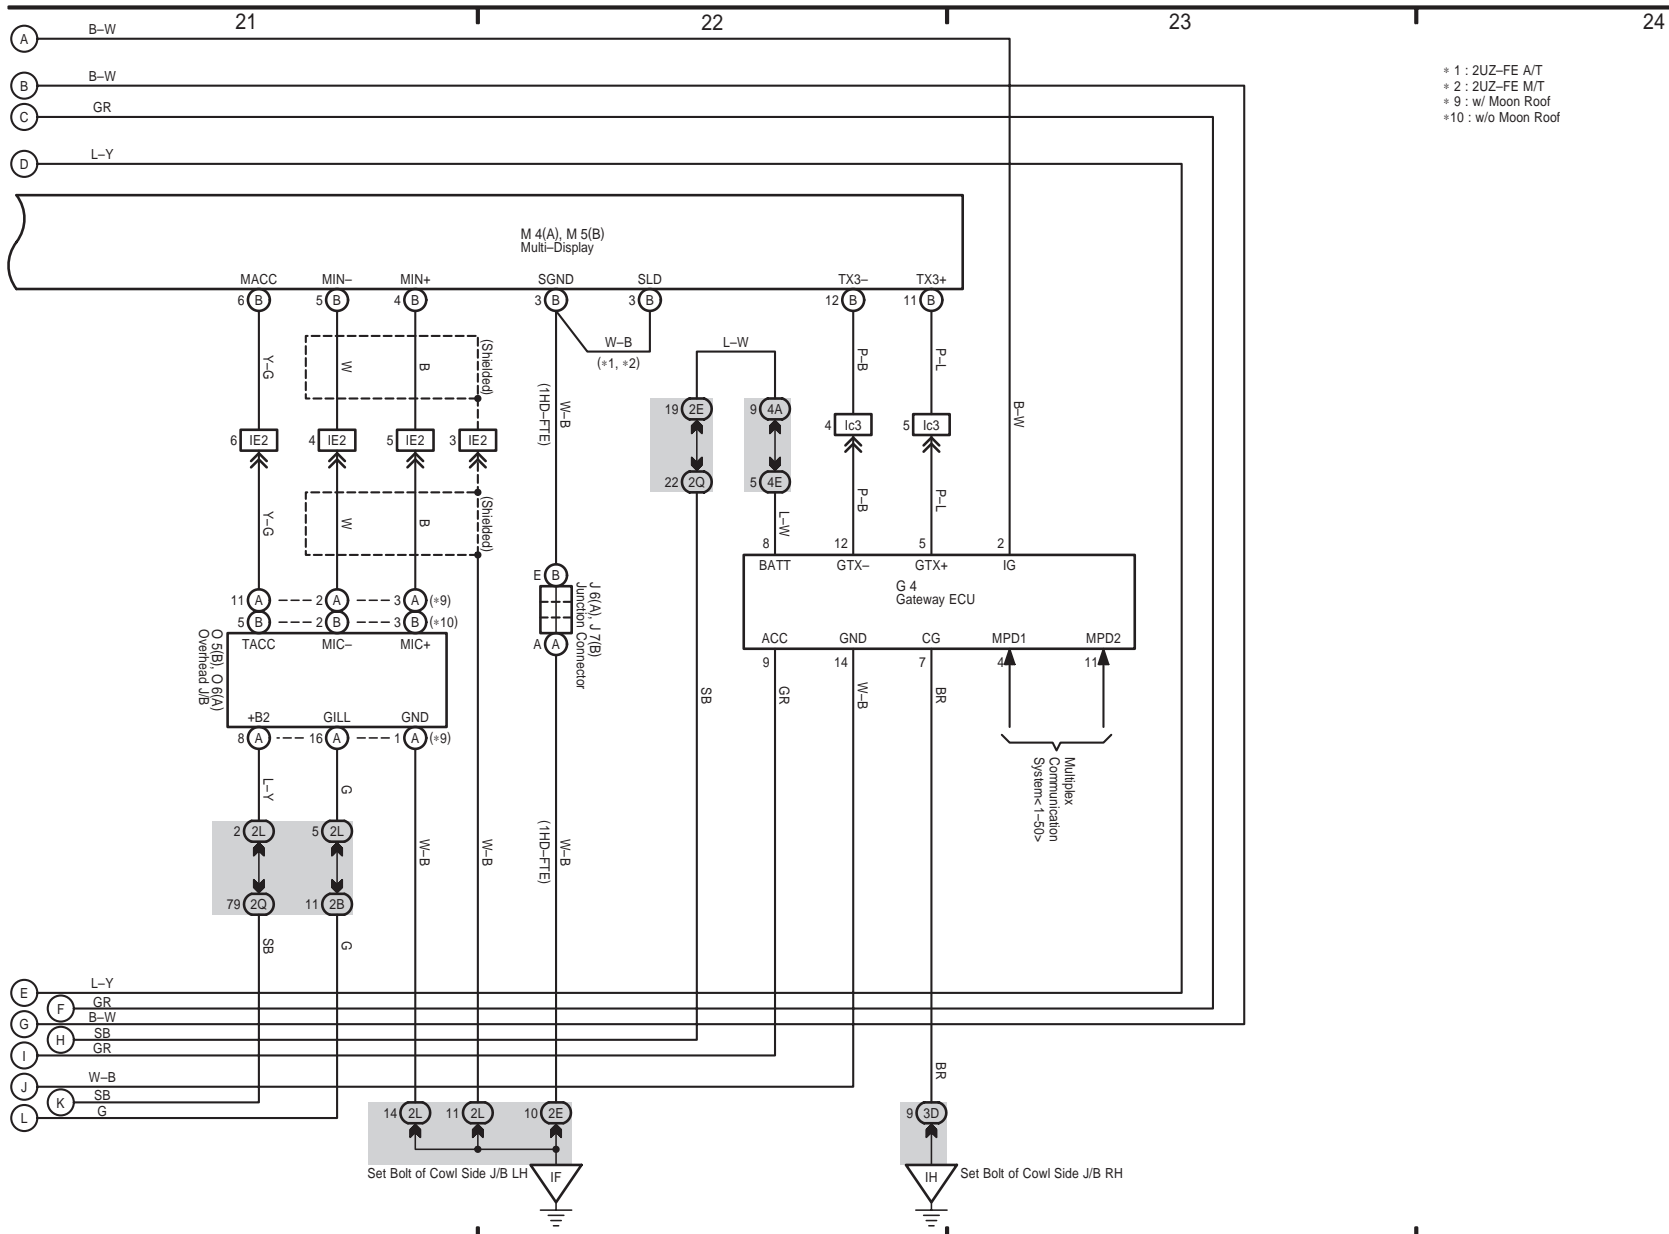 21
22
23
24
A
B–W
B
B–W
C
GR
D
L–Y
* 1 : 2UZ–FE A/T
* 2 : 2UZ–FE M/T
* 9 : w/ Moon Roof
*10 : w/o Moon Roof
M 4(A), M 5(B)
Multi–Display
MACC
MIN–
MIN+
SGND
SLD
TX3–
TX3+
6 B
5 B
4 B
3 B
3 B
12 B
11 B
Y–G
W
B
(Shielded)
(1HD–FTE)
W–B
W–B
(*1, *2)
L–W
P–B
P–L
B–W
19 2E
9 4A
22 2Q
5 4E
6 IE2
4 IE2
5 IE2
3 IE2
4 Ic3
5 Ic3
Y–G
W
B
(Shielded)
L–W
P–B
P–L
8
12
5
2
BATT
GTX–
GTX+
IG
G 4
Gateway ECU
ACC
GND
CG
MPD1
MPD2
9
14
7
4
11
E B
A A
J 6(A), J 7(B)
Junction Connector
11 A
2 A
3 A (*9)
5 B
2 B
3 B (*10)
O 5(B), O 6(A)
Overhead J/B
TACC
MIC–
MIC+
+B2
GILL
GND
8 A
16 A
1 A (*9)
L–Y
G
SB
GR
W–B
BR
Multiplex
Communication
System<1–50>
2 2L
5 2L
79 2Q
11 2B
W–B
W–B
(1HD–FTE)
W–B
SB
G
E
L–Y
F
GR
G
B–W
H
SB
I
GR
J
W–B
K
SB
L
G
BR
14 2L
11 2L
10 2E
9 3D
Set Bolt of Cowl Side J/B LH
IF
IH
Set Bolt of Cowl Side J/B RH